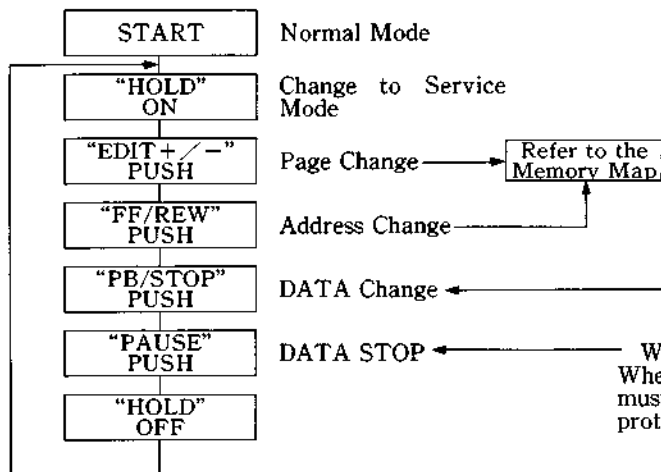 START Normal Mode
"HOLD" Change to Service
ON Mode
"EDIT+／−"
PUSH Page Change
Refer to the
Memory Map
"FF/REW"
PUSH Address Change
"PB/STOP"
PUSH DATA Change
"PAUSE"
PUSH DATA STOP
"HOLD"
OFF
W
Whe
must
prot